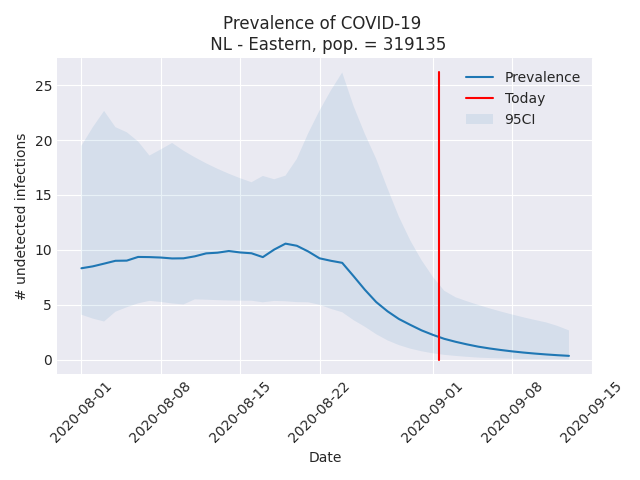 Prevalence of COVID-19
NL - Eastern, pop. = 319135
Prevalence
Today
95CI
# undetected infections
25
20
15
10
5
0
2020-08-01
2020-08-08
2020-08-15
2020-08-22
2020-09-01
2020-09-08
2020-09-15
Date